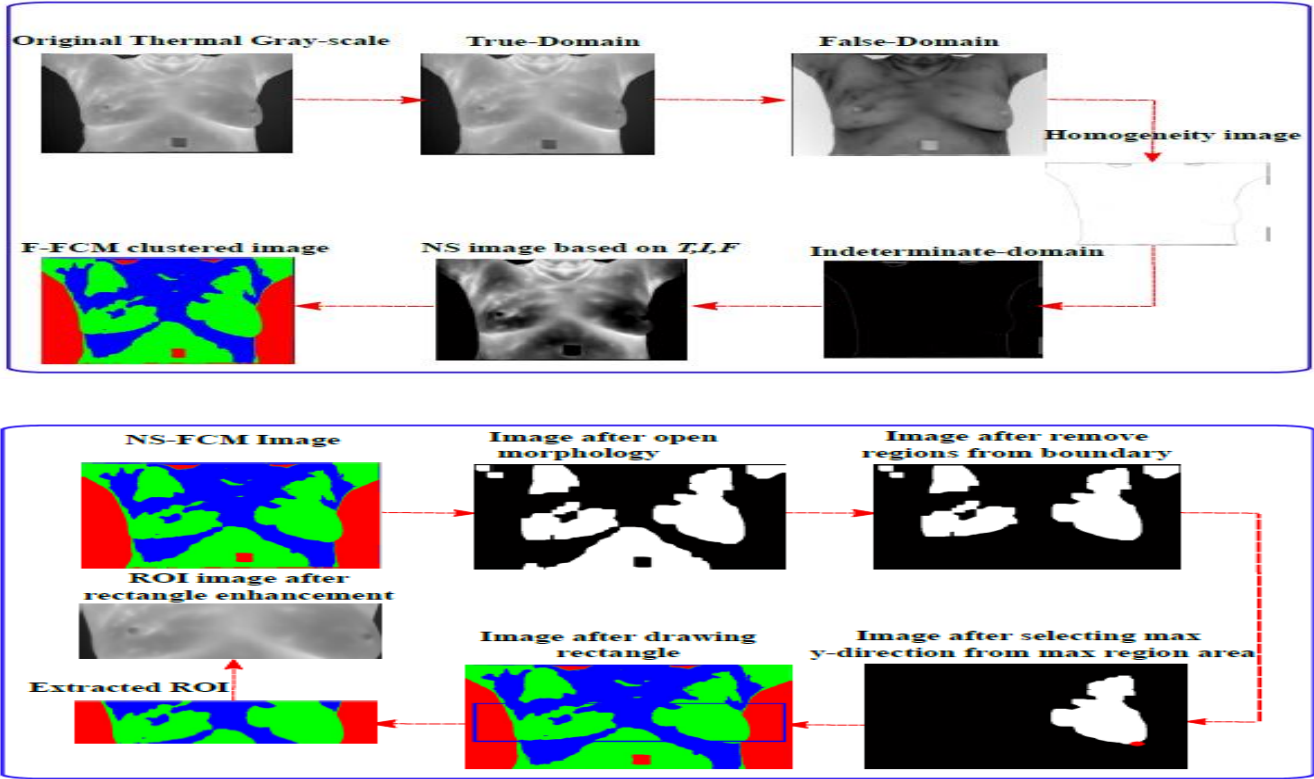 Original Thermal Gray-scale
True-Domain
False-Domain
Homogeneity image
F-FCM clustered image
NS image based on T,I,F
Indeterminate-domain
NS-FCM Image
Image after open
morphology
Image after remove
regions from boundary
ROI image after
rectangle enhancement
Image after drawing
rectangle
Image after selecting max
y-direction from max region area
Extracted ROI